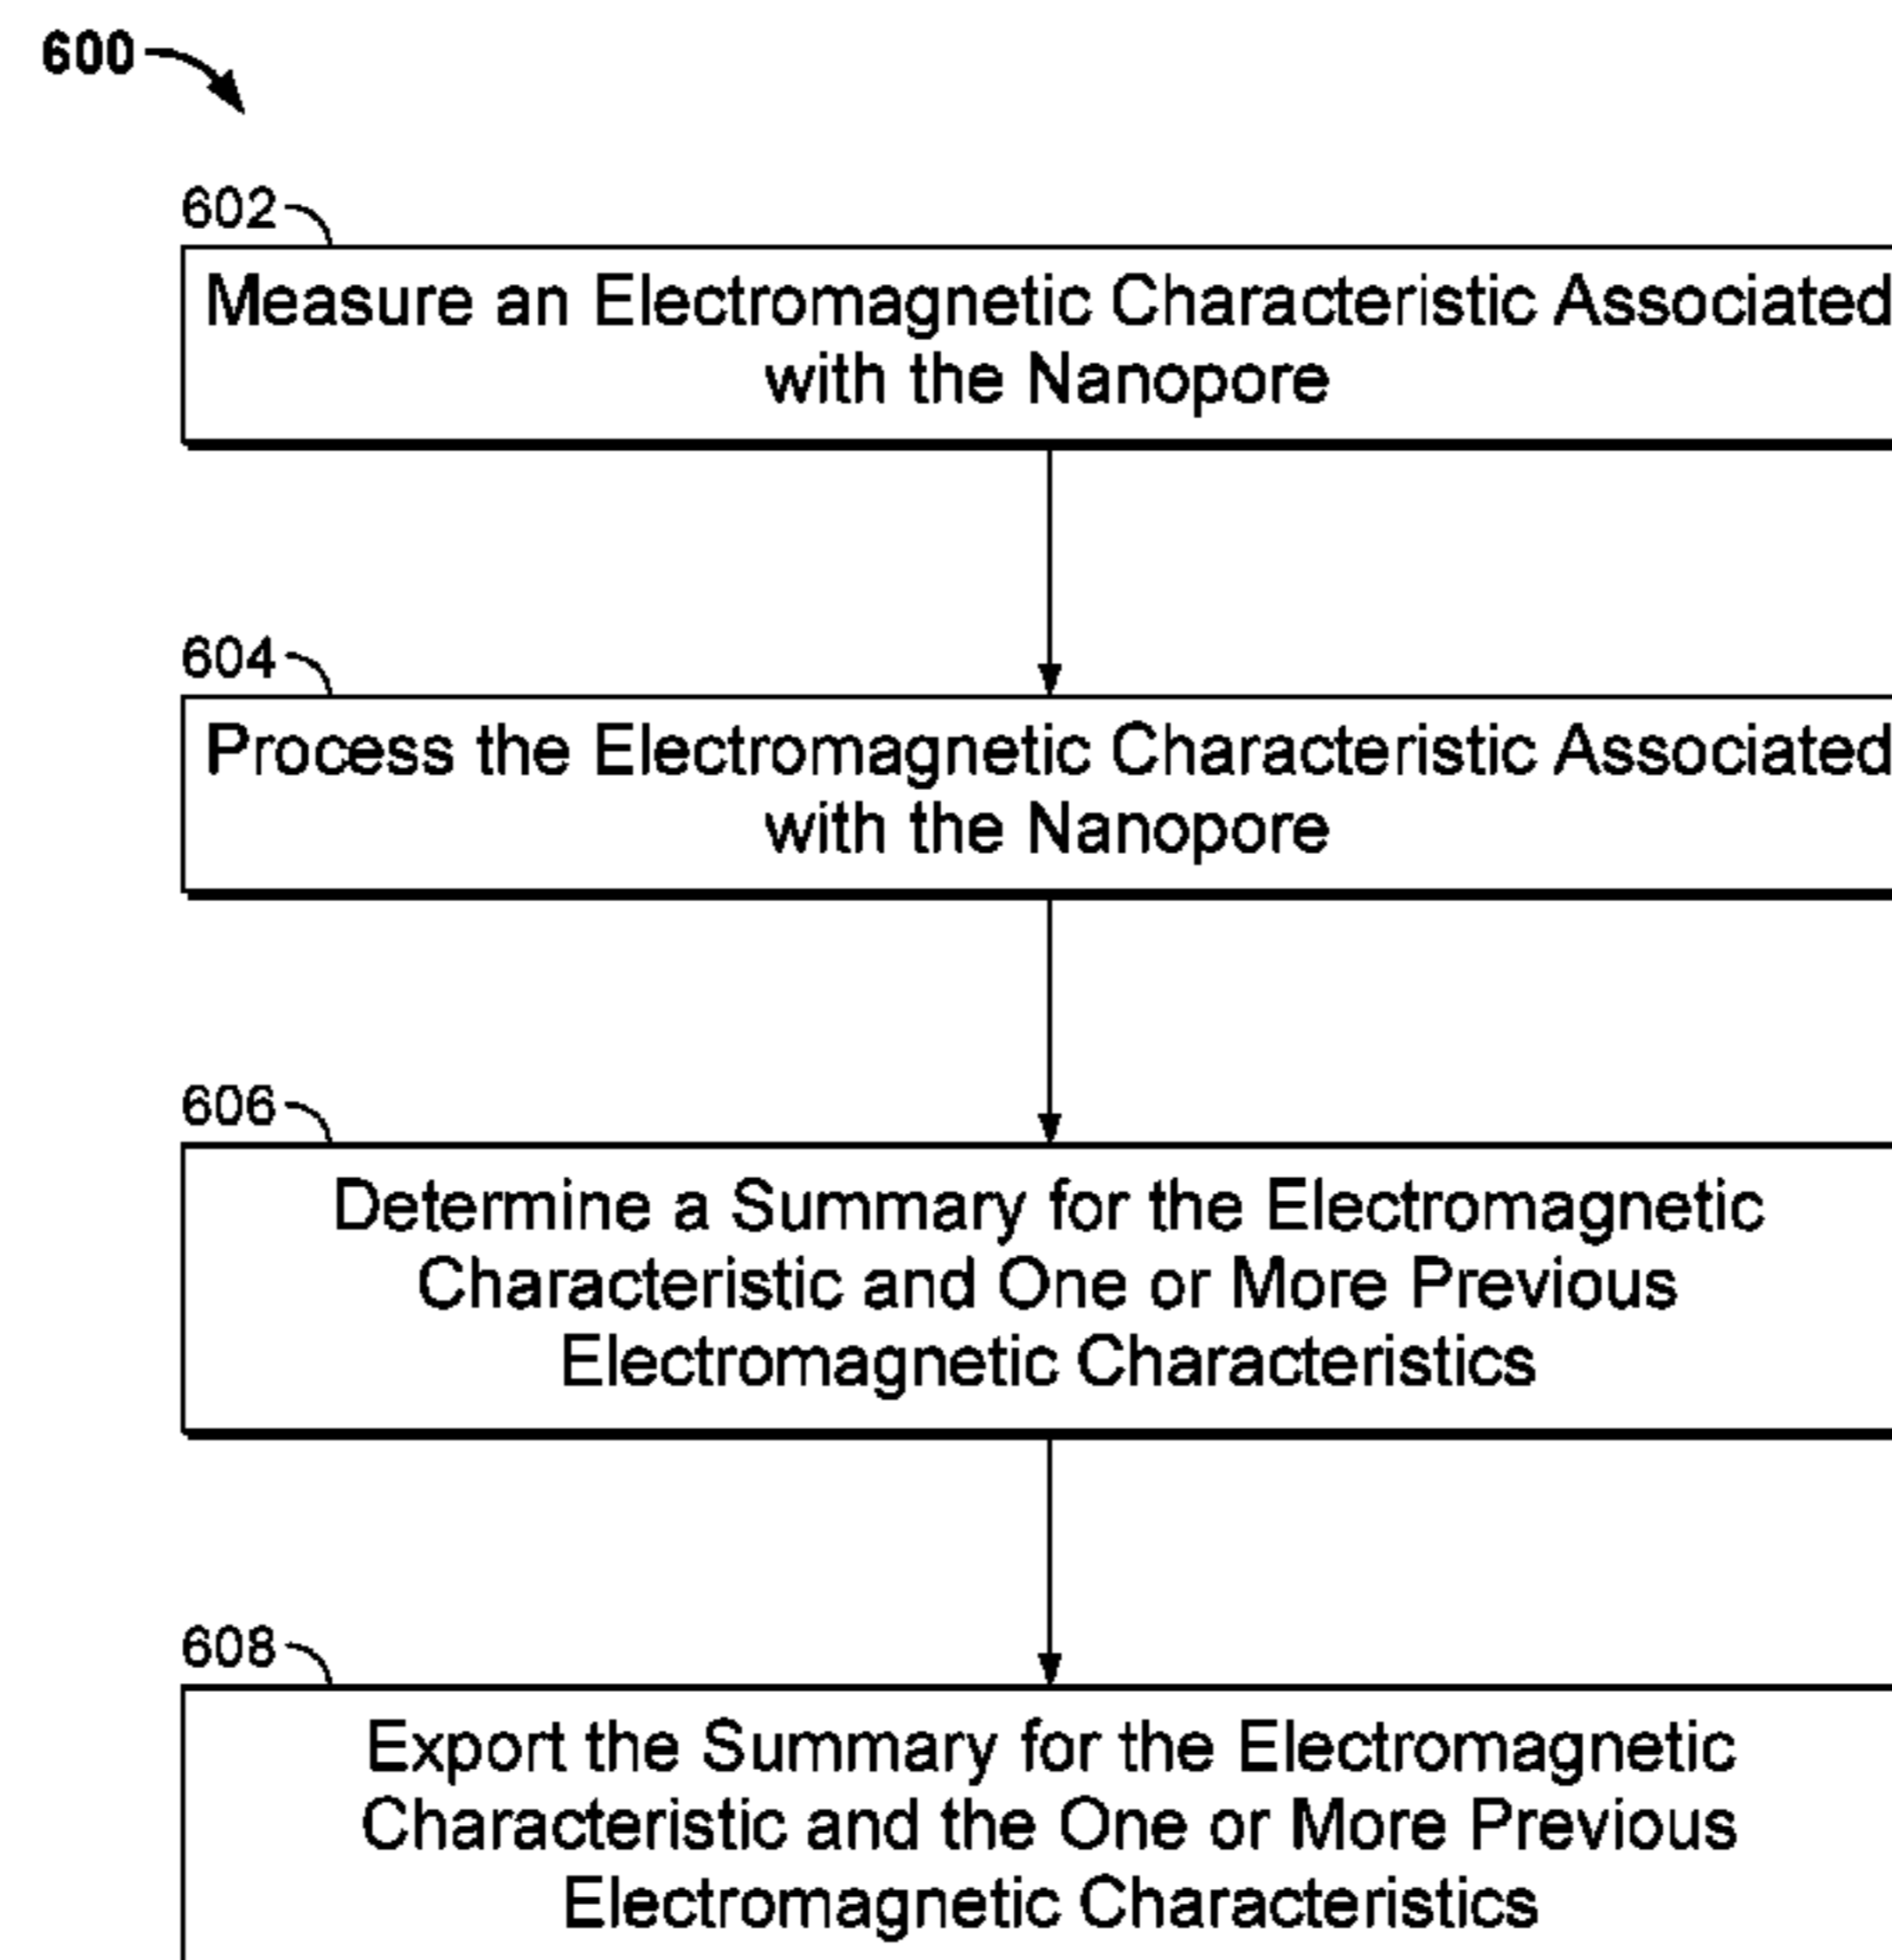 600
602
Measure an Electromagnetic Characteristic Associated
with the Nanopore
604
Process the Electromagnetic Characteristic Associated
with the Nanopore
606
Determine a Summary for the Electromagnetic
Characteristic and One or More Previous
Electromagnetic Characteristics
608
Export the Summary for the Electromagnetic
Characteristic and the One or More Previous
Electromagnetic Characteristics